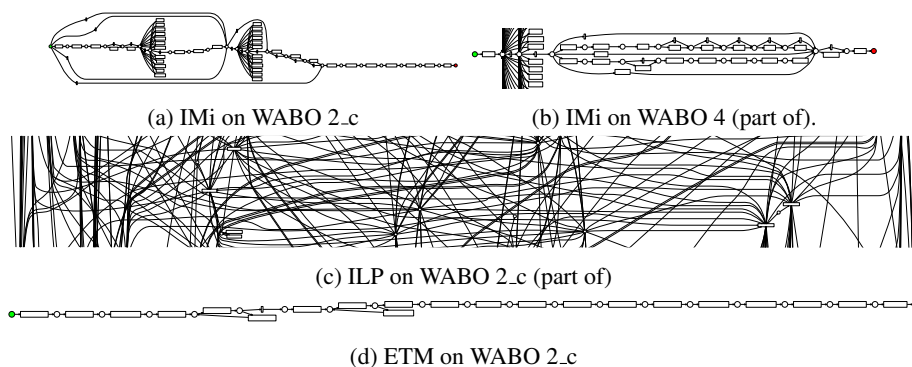 (a) IMi on WABO 2_c
(b) IMi on WABO 4 (part of).
(c) ILP on WABO 2_c (part of)
(d) ETM on WABO 2_c